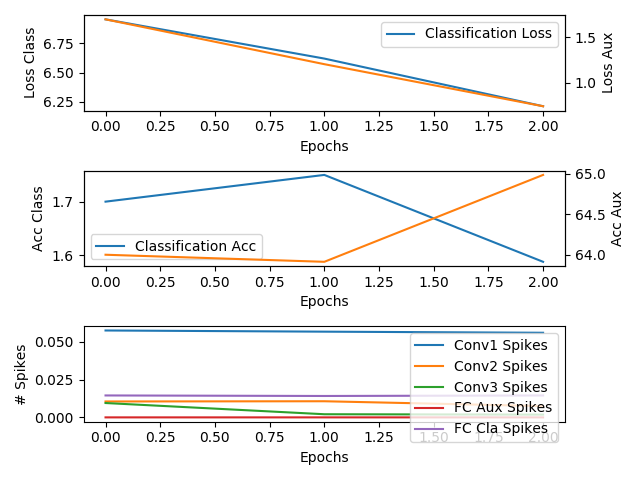 Classification Loss
6.75
6.50
6.25
Loss Class
1.5
1.0
Loss Aux
0.00 0.25 0.50 0.75 1.00 1.25 1.50 1.75 2.00
Epochs
1.7
1.6
Acc Class
Classification Acc
65.0
64.5
64.0
Acc Aux
0.00 0.25 0.50 0.75 1.00 1.25 1.50 1.75 2.00
Epochs
0.050
0.025
0.000
# Spikes
Conv1 Spikes
Conv2 Spikes
Conv3 Spikes
FC Aux Spikes
FC Cla Spikes
0.00 0.25 0.50 0.75 1.00 1.25 1.50 1.75 2.00
Epochs